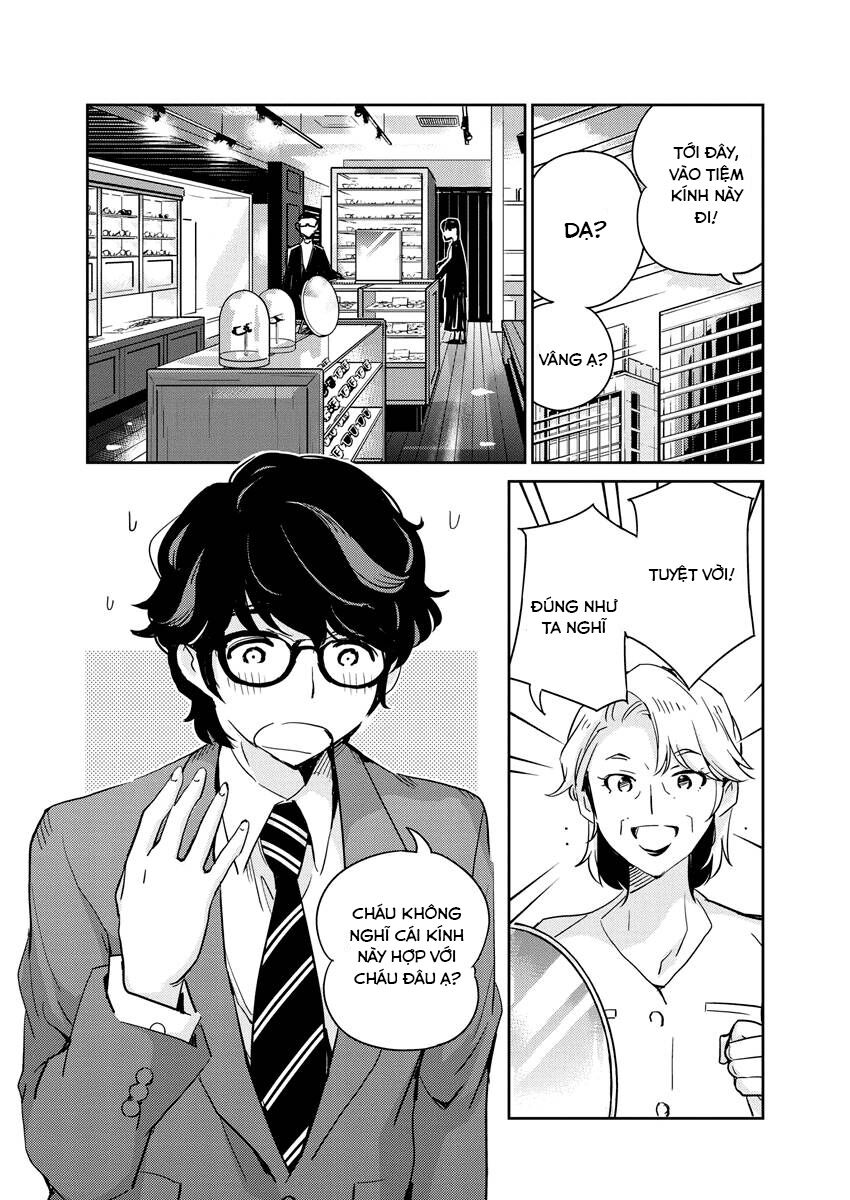 TỚI ĐÂY,
VÀO TIỆM
KÍNH NÀY
ĐI!
DẠ?
VÂNG Ạ?
TUYỆT VỜI!
ĐÚNG NHƯ
TA NGHĨ
CHÁU KHÔNG
NGHĨ CÁI KÍNH
NÀY HỢP VỚI
CHÁU ĐÂU Ạ?